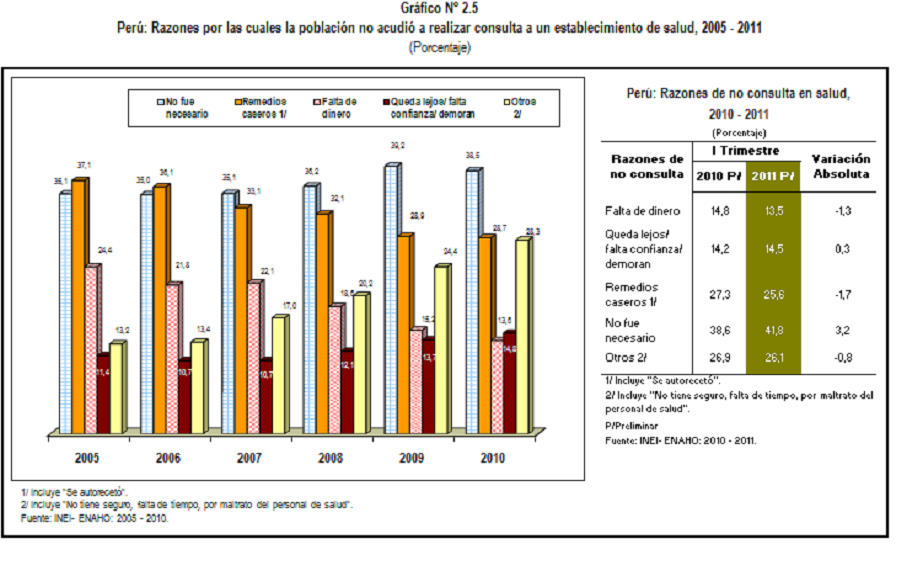 Gráfico N° 2.5
Perú: Razones por las cuales la población no acudió a realizar consulta a un establecimiento de salud, 2005 - 2011
(Porcentaje)
No fue necesario
Remedios caseros 1/
Falta de dinero
Queda lejos/ falta confianza/ demoran
Otros 2/
35,1 37,1 24,4 11,4 13,2
35,0 36,1 21,8 10,7 13,4
35,1 33,1 22,1 10,7 17,0
36,2 32,1 18,6 12,1 20,2
39,2 28,9 15,2 13,7 24,4
38,5 28,7 13,5 14,8 28,3
2005 2006 2007 2008 2009 2010
1/ Incluye "Se autorecetó".
2/ Incluye "No tiene seguro, falta de tiempo, por maltrato del personal de salud".
Fuente: INEI- ENAHO: 2005 - 2010.
Perú: Razones de no consulta en salud,
2010 - 2011
(Porcentaje)
Razones de no consulta
I Trimestre
2010 P/ 2011 P/
Variación Absoluta
Falta de dinero 14,8 13,5 -1,3
Queda lejos/
falta confianza/ 14,2 14,5 0,3
demoran
Remedios
caseros 1/ 27,3 25,6 -1,7
No fue
necesario 38,6 41,8 3,2
Otros 2/ 26,9 26,1 -0,8
1/ Incluye "Se autorecetó".
2/ Incluye "No tiene seguro, falta de tiempo, por maltrato del
personal de salud".
P/Preliminar
Fuente: INEI- ENAHO: 2010 - 2011.